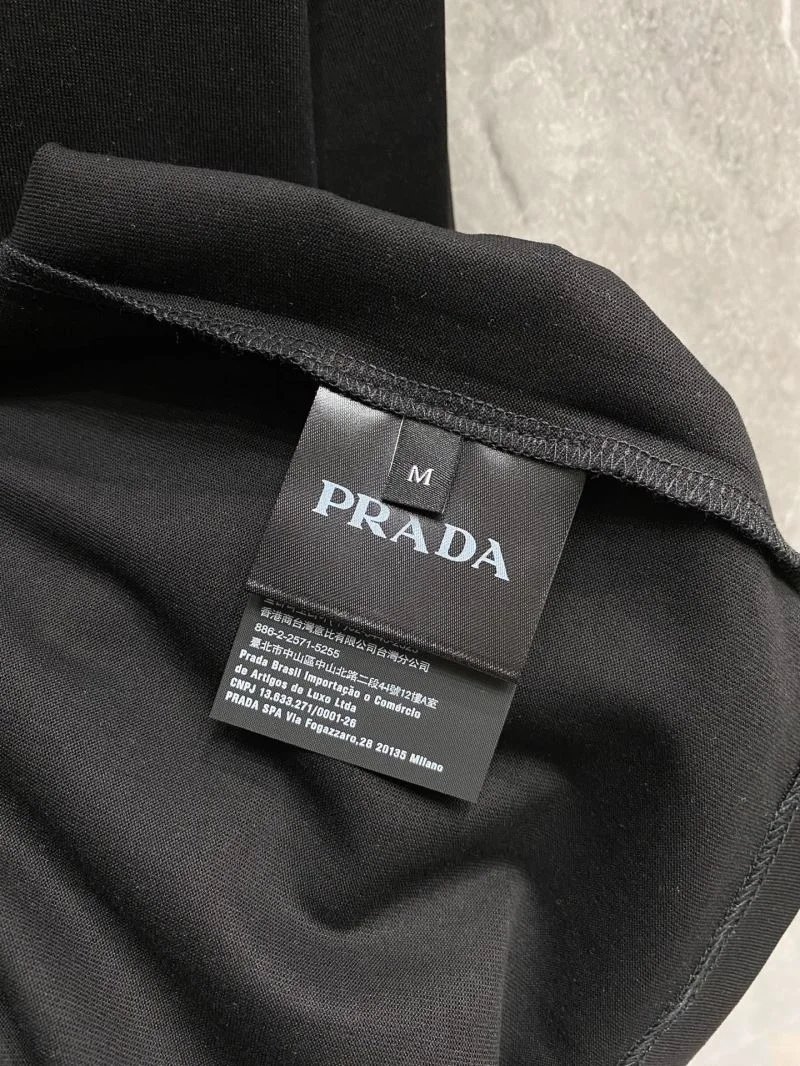 M
PRADA
香港商台灣意比有限公司台灣分公司
886-2-2571-5255
臺北市中山區中山北路二段44號12樓A室
Prada Brasil Importação o Comércio
de Artigos de Luxo Ltda
CNPJ 13.633.271/0001-26
PRADA SPA Via Fogazzaro,28 20135 Milano